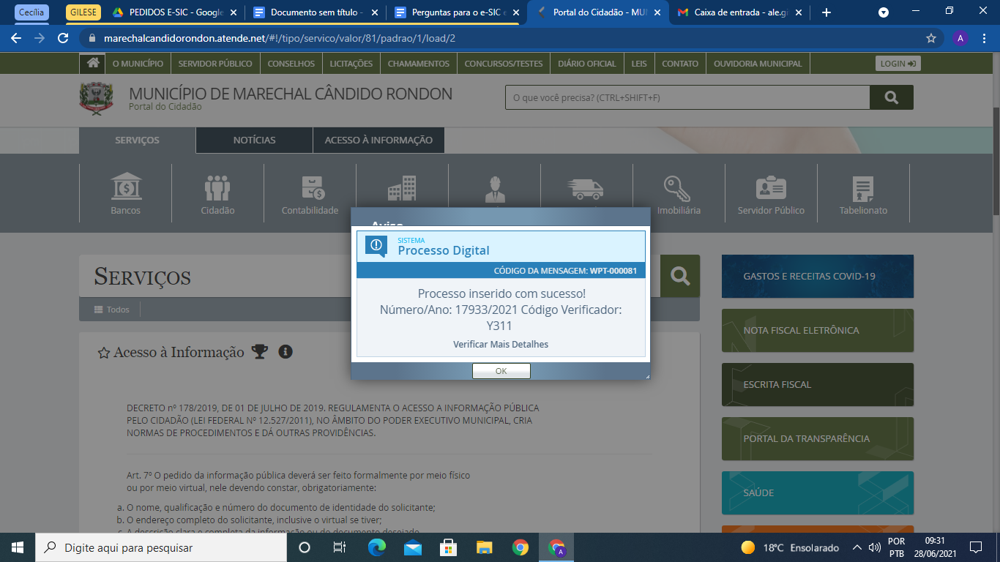 Cecília
GILESE
PEDIDOS E-SIC - Google
Documento sem título -
Perguntas para o e-SIC e
Portal do Cidadão - MUN
Caixa de entrada - ale.gi
marechalcandidorondon.atende.net/#!/tipo/servico/valor/81/padrao/1/load/2
A
O MUNICÍPIO
SERVIDOR PÚBLICO
CONSELHOS
LICITAÇÕES
CHAMAMENTOS
CONCURSOS/TESTES
DIÁRIO OFICIAL
LEIS
CONTATO
OUVIDORIA MUNICIPAL
LOGIN
MUNICÍPIO DE MARECHAL CÂNDIDO RONDON
Portal do Cidadão
O que você precisa? (CTRL+SHIFT+F)
SERVIÇOS
NOTÍCIAS
ACESSO À INFORMAÇÃO
Bancos
Cidadão
Contabilidade
Imobiliária
Servidor Público
Tabelionato
Aviso
SISTEMA
Processo Digital
CÓDIGO DA MENSAGEM: WPT-000081
Processo inserido com sucesso!
Número/Ano: 17933/2021 Código Verificador:
Y311
Verificar Mais Detalhes
OK
SERVIÇOS
Todos
Acesso à Informação
DECRETO nº 178/2019, DE 01 DE JULHO DE 2019. REGULAMENTA O ACESSO A INFORMAÇÃO PÚBLICA
PELO CIDADÃO (LEI FEDERAL Nº 12.527/2011), NO ÂMBITO DO PODER EXECUTIVO MUNICIPAL, CRIA
NORMAS DE PROCEDIMENTOS E DÁ OUTRAS PROVIDÊNCIAS.
Art. 7º O pedido da informação pública deverá ser feito formalmente por meio físico
ou por meio virtual, nele devendo constar, obrigatoriamente:
a. O nome, qualificação e número do documento de identidade do solicitante;
b. O endereço completo do solicitante, inclusive o virtual se tiver;
c. A descrição clara e completa da informação ou do documento desejado
GASTOS E RECEITAS COVID-19
NOTA FISCAL ELETRÔNICA
ESCRITA FISCAL
PORTAL DA TRANSPARÊNCIA
SAÚDE
Digite aqui para pesquisar
A
18°C Ensolarado
POR
PTB
09:31
28/06/2021